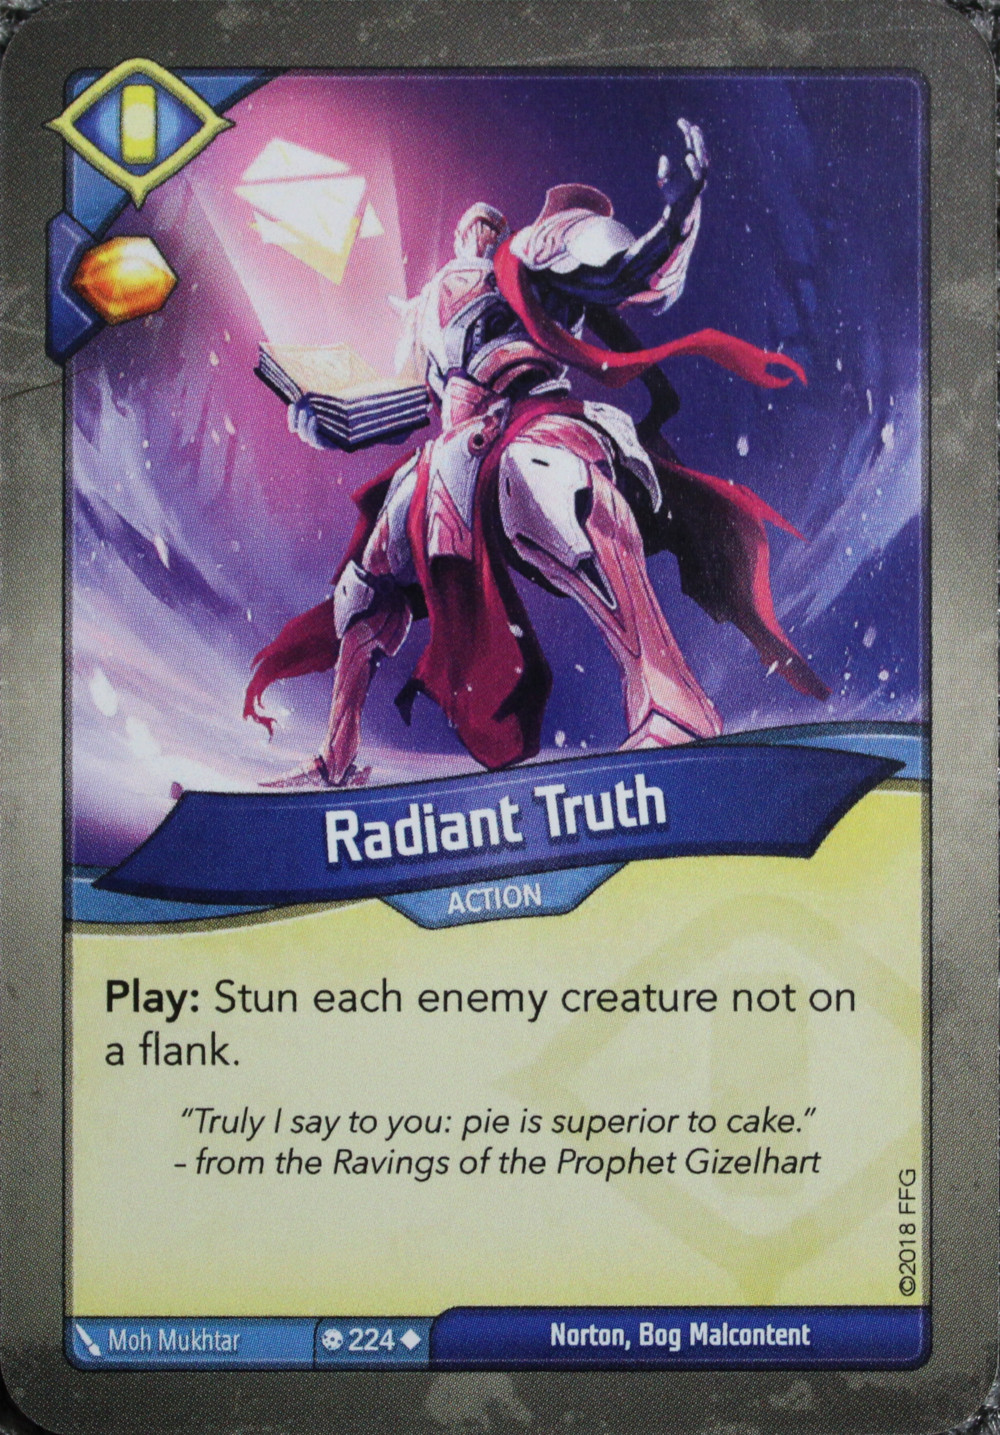 Radiant Truth
ACTION
Play: Stun each enemy creature not on
a flank.
“Truly I say to you: pie is superior to cake.”
– from the Ravings of the Prophet Gizelhart
©2018 FFG
Moh Mukhtar
224
Norton, Bog Malcontent